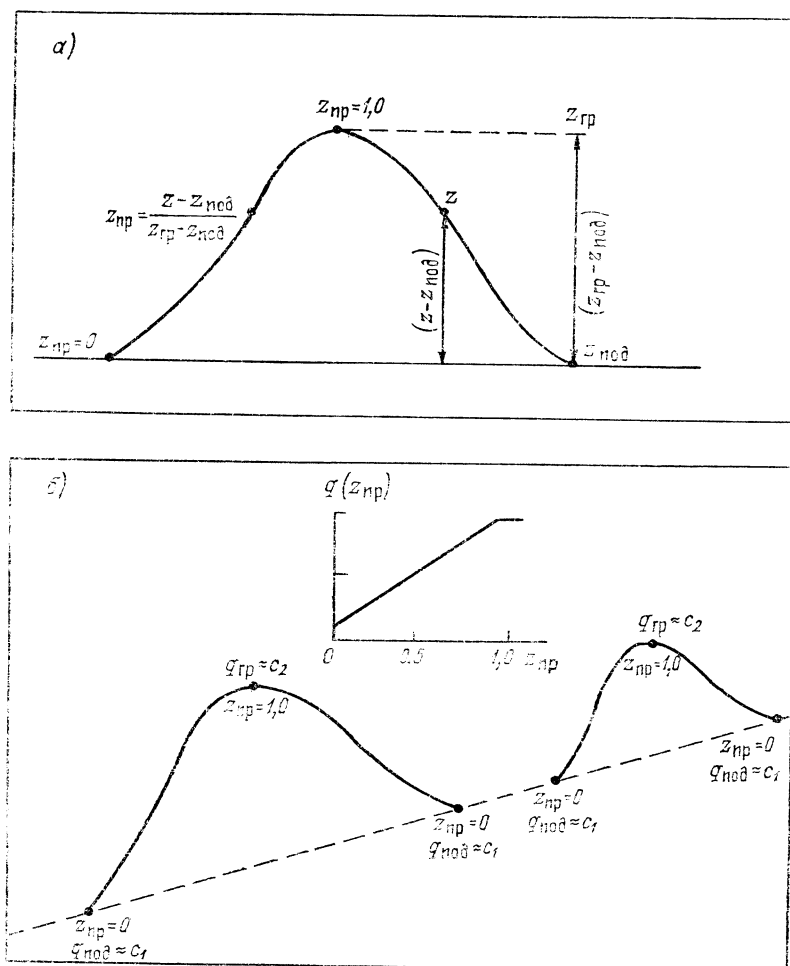 а)
z пр = 1,0
z гр
z пр = (z − z под) / (z гр − z под)
z
(z − z под)
(z гр − z под)
z пр = 0
z под
б)
q (z пр)
0 0,5 1,0 z пр
q гр ≈ c₂
z пр = 1,0
q гр ≈ c₂
z пр = 1,0
z пр = 0
q под ≈ c₁
z пр = 0
q под ≈ c₁
z пр = 0
q под ≈ c₁
z пр = 0
q под ≈ c₁